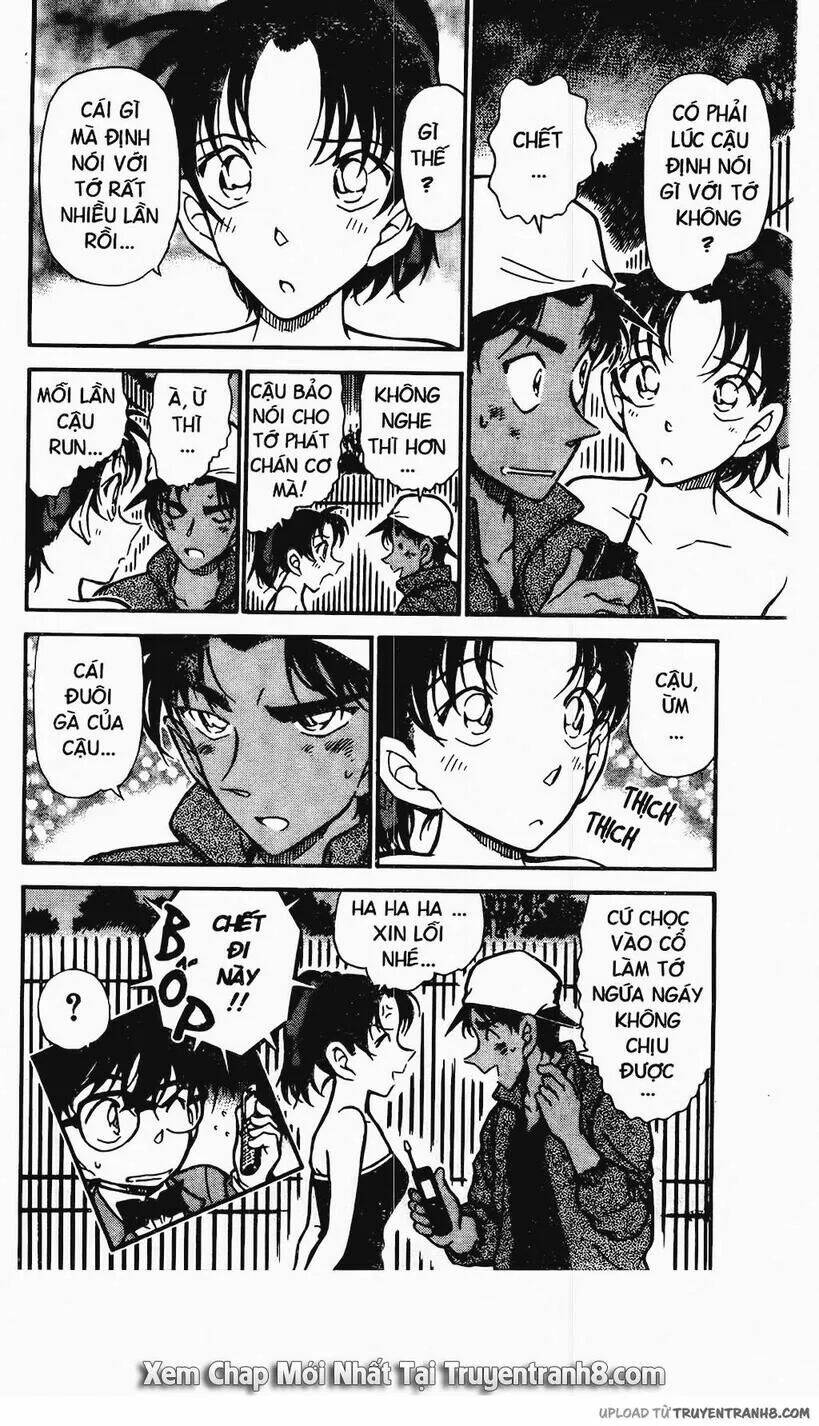 CÓ PHẢI
LÚC CẬU
ĐỊNH NÓI
GÌ VỚI TỚ
KHÔNG
?
CHẾT
...
GÌ
THẾ
?
CÁI GÌ
MÀ ĐỊNH
NÓI VỚI
TỚ RẤT
NHIỀU LẦN
RỒI...
KHÔNG
NGHE
THÌ HƠN
...
CẬU BẢO
NÓI CHO
TỚ PHÁT
CHÁN CƠ
MÀ!
À, Ừ
THÌ
...
MỖI LẦN
CẬU
RUN...
CẬU,
ỪM
...
THỊCH
THỊCH
CÁI
ĐUÔI
GÀ CỦA
CẬU...
CỨ CHỌC
VÀO CỔ
LÀM TỚ
NGỨA NGÁY
KHÔNG
CHỊU
ĐƯỢC
...
HA HA HA ...
XIN LỖI
NHÉ...
CHẾT
ĐI
NÀY
!!
BỐP
?
Xem Chap Mới Nhất Tại Truyentranh8.com
UPLOAD TỪ TRUYENTRANH8.COM